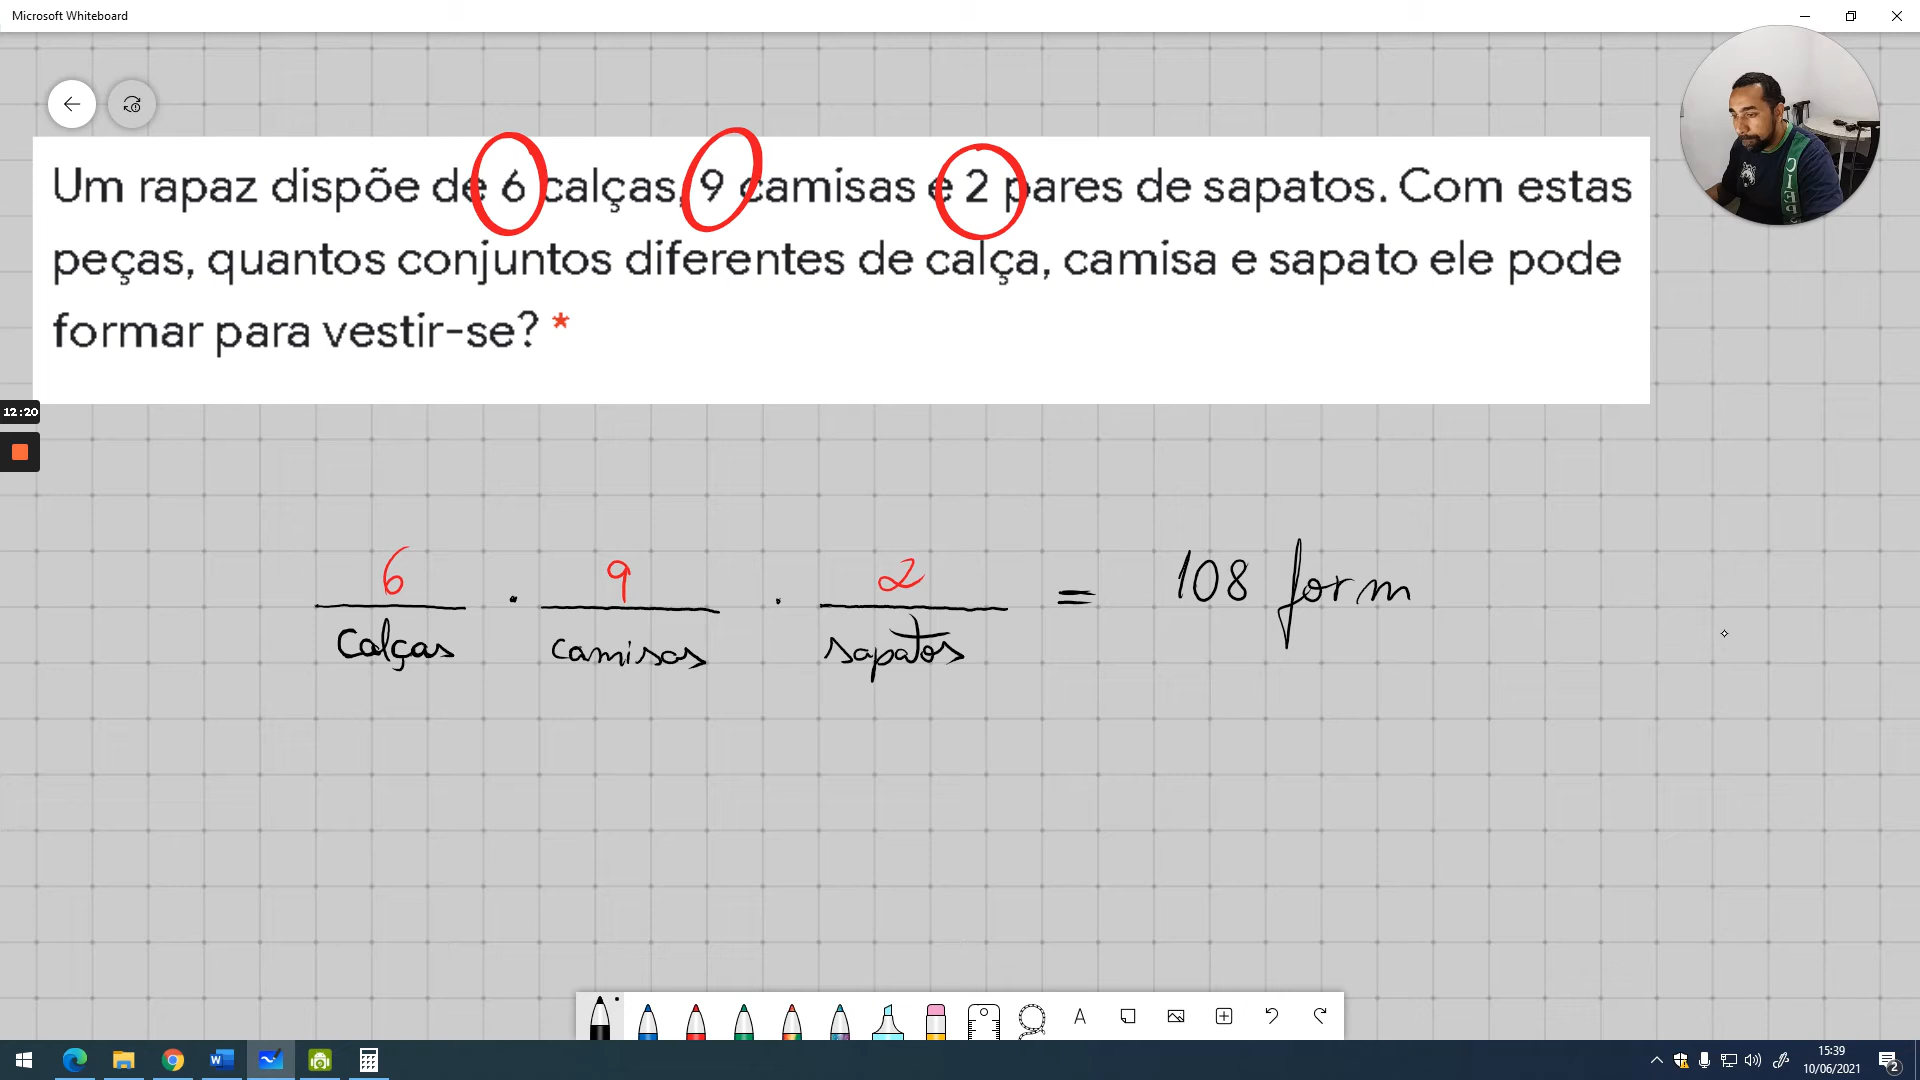 Microsoft Whiteboard
Um rapaz dispõe de 6 calças, 9 camisas e 2 pares de sapatos. Com estas
peças, quantos conjuntos diferentes de calça, camisa e sapato ele pode
formar para vestir-se? *
12:20
6 · 9 · 2 = 108 form
calças camisas sapatos
A
15:39
10/06/2021
2